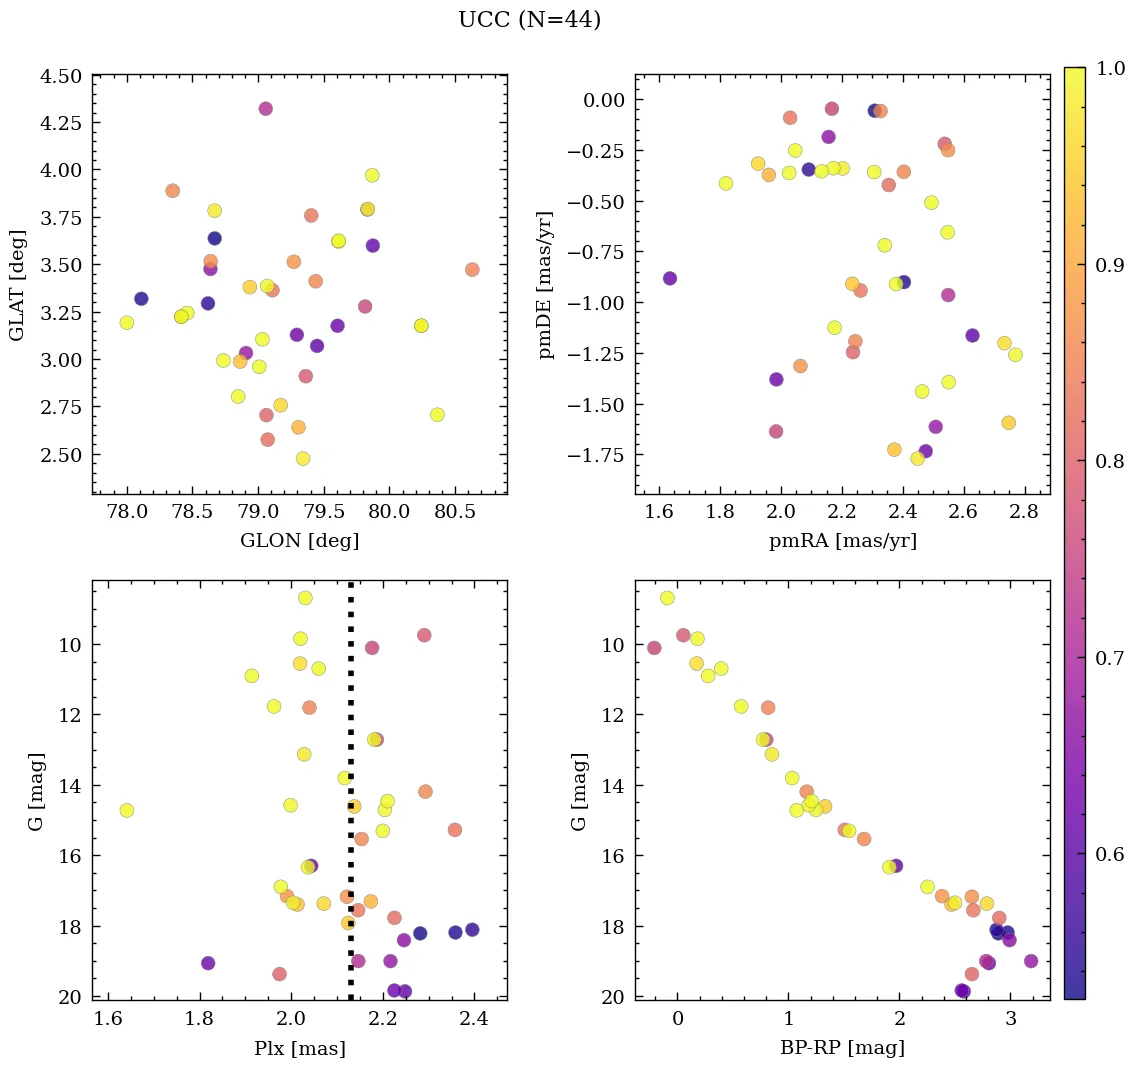 UCC (N=44)
4.50
4.25
4.00
3.75
3.50
3.25
3.00
2.75
2.50
GLAT [deg]
78.0 78.5 79.0 79.5 80.0 80.5
GLON [deg]
0.00
−0.25
−0.50
−0.75
−1.00
−1.25
−1.50
−1.75
pmDE [mas/yr]
1.6 1.8 2.0 2.2 2.4 2.6 2.8
pmRA [mas/yr]
10
12
14
16
18
20
G [mag]
1.6 1.8 2.0 2.2 2.4
Plx [mas]
10
12
14
16
18
20
G [mag]
0 1 2 3
BP-RP [mag]
1.0
0.9
0.8
0.7
0.6